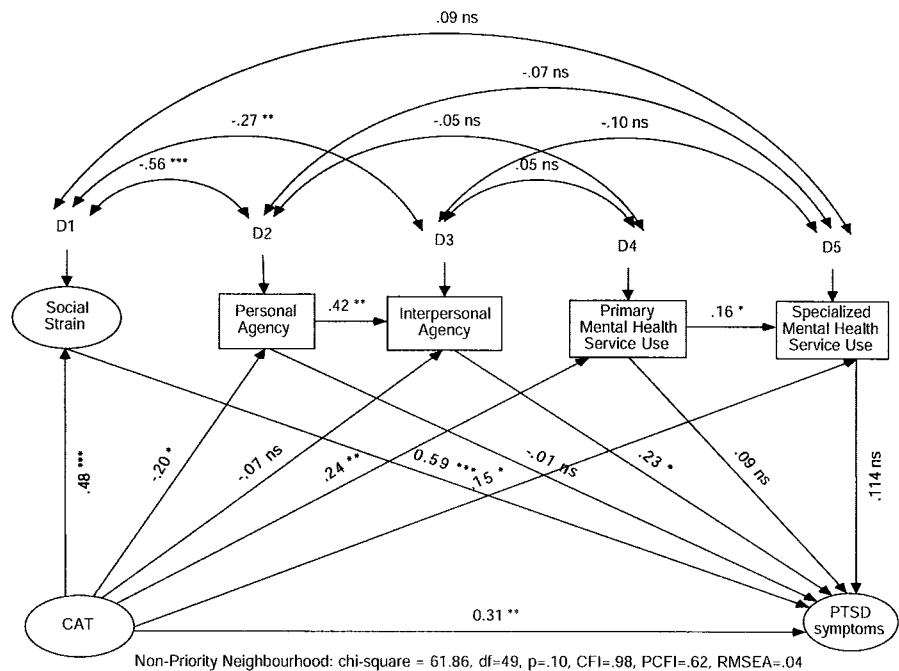 .09 ns
-.07 ns
-.27 **
-.05 ns
-.10 ns
-.56 ***
.05 ns
D1
D2
D3
D4
D5
Social
Strain
Personal
Agency
.42 **
Interpersonal
Agency
Primary
Mental Health
Service Use
.16 *
Specialized
Mental Health
Service Use
.48 ***
-.20 *
-.07 ns
.24 **
0.59 ***
.15 *
-.01 ns
.23 *
.09 ns
.114 ns
CAT
0.31 **
PTSD
symptoms
Non-Priority Neighbourhood: chi-square = 61.86, df=49, p=.10, CFI=.98, PCFI=.62, RMSEA=.04